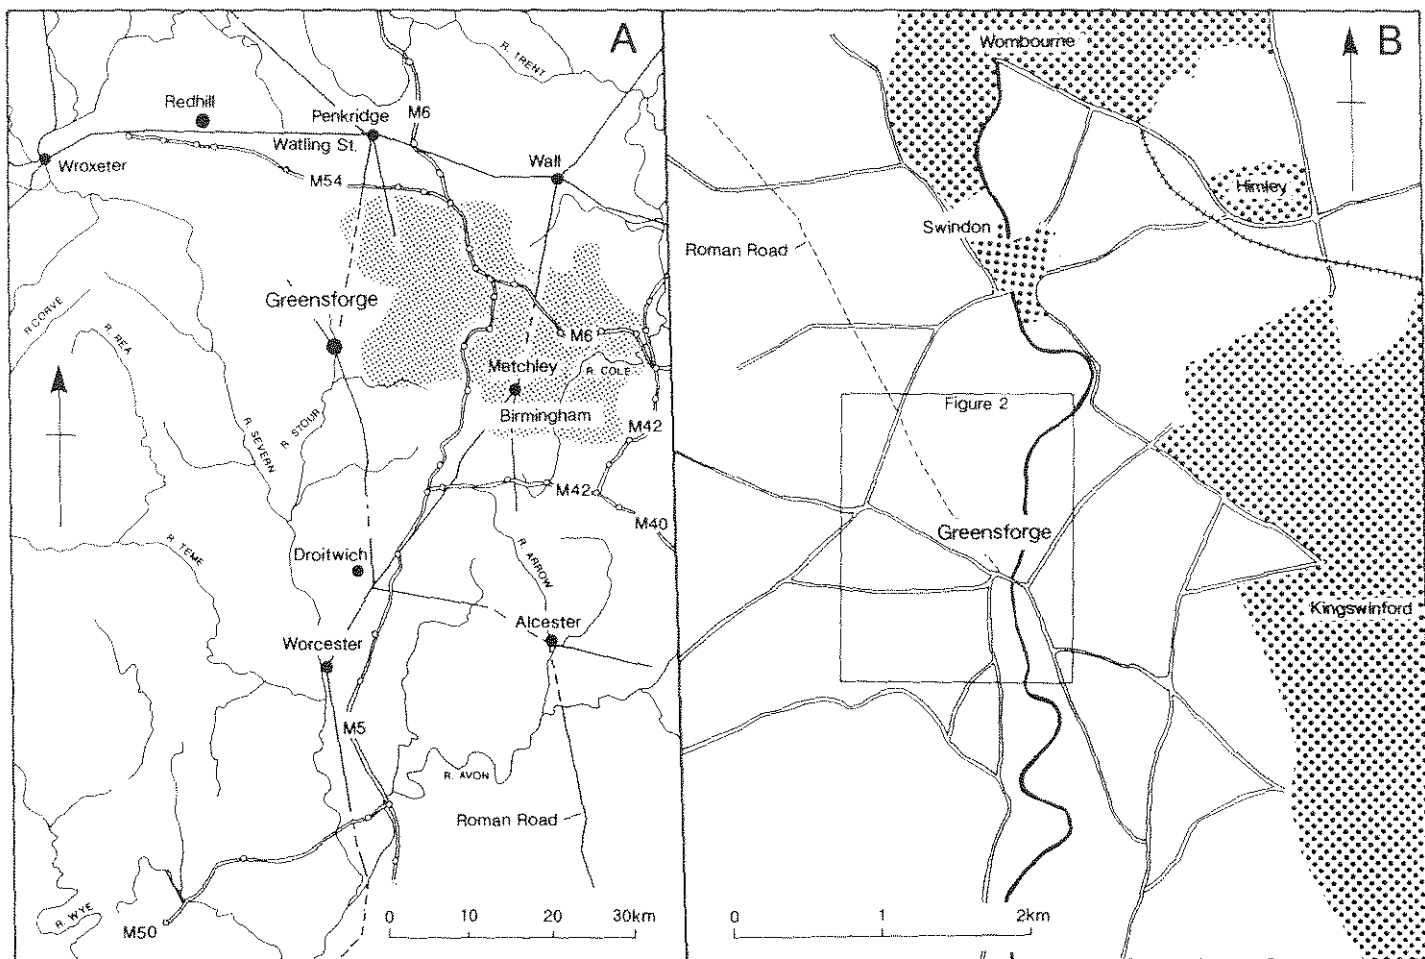 A
R. TRENT
Redhill
Penkridge
M6
Watling St.
Wroxeter
Wall
M54
Greensforge
R.CORVE
R. REA
M6
Metchley
R. COLE
Birmingham
R. SEVERN
R. STOUR
M42
M42
M40
R. TEME
Droitwich
R. ARROW
Alcester
Worcester
M5
R. AVON
Roman Road
R. WYE
M50
0 10 20 30km
B
Wombourne
Himley
Swindon
Roman Road
Figure 2
Greensforge
Kingswinford
0 1 2km